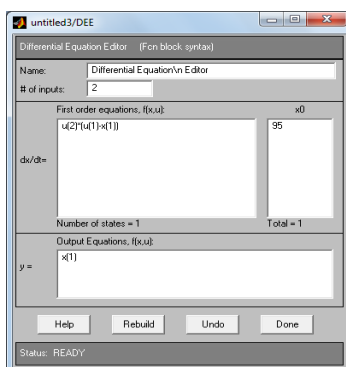 untitled3/DEE
Differential Equation Editor (Fcn block syntax)
Name: Differential Equation\n Editor
# of inputs: 2
First order equations, f(x,u): x0
u(2)*(u(1)-x(1)) 95
dx/dt=
Number of states = 1 Total = 1
Output Equations, f(x,u):
x(1)
y =
Help Rebuild Undo Done
Status: READY